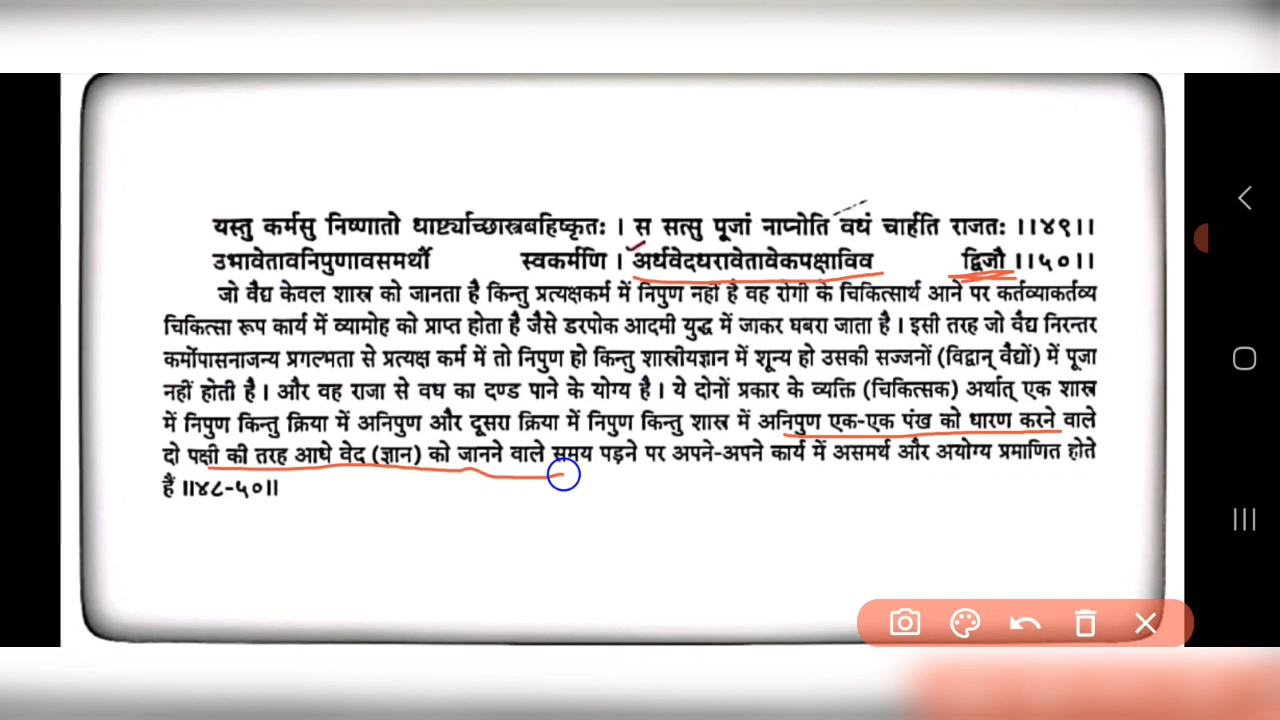 यस्तु कर्मसु निष्णातो धार्ष्ट्याच्छास्त्रबहिष्कृतः । स सत्सु पूजां नाप्नोति वधं चार्हति राजतः ।।४९।।
उभावेतावनिपुणावसमर्थौ स्वकर्मणि । अर्धवेदधरावेतावेकपक्षाविव द्विजौ ।।५०।।
जो वैद्य केवल शास्त्र को जानता है किन्तु प्रत्यक्षकर्म में निपुण नहीं है वह रोगी के चिकित्सार्थ आने पर कर्तव्याकर्तव्य
चिकित्सा रूप कार्य में व्यामोह को प्राप्त होता है जैसे डरपोक आदमी युद्ध में जाकर घबरा जाता है । इसी तरह जो वैद्य निरन्तर
कर्मोपासनाजन्य प्रगल्मता से प्रत्यक्ष कर्म में तो निपुण हो किन्तु शास्त्रीयज्ञान में शून्य हो उसकी सज्जनों (विद्वान् वैद्यों) में पूजा
नहीं होती है । और वह राजा से वध का दण्ड पाने के योग्य है । ये दोनों प्रकार के व्यक्ति (चिकित्सक) अर्थात् एक शास्त्र
में निपुण किन्तु क्रिया में अनिपुण और दूसरा क्रिया में निपुण किन्तु शास्त्र में अनिपुण एक-एक पंख को धारण करने वाले
दो पक्षी की तरह आधे वेद (ज्ञान) को जानने वाले समय पड़ने पर अपने-अपने कार्य में असमर्थ और अयोग्य प्रमाणित होते
हैं ।।४८-५०।।